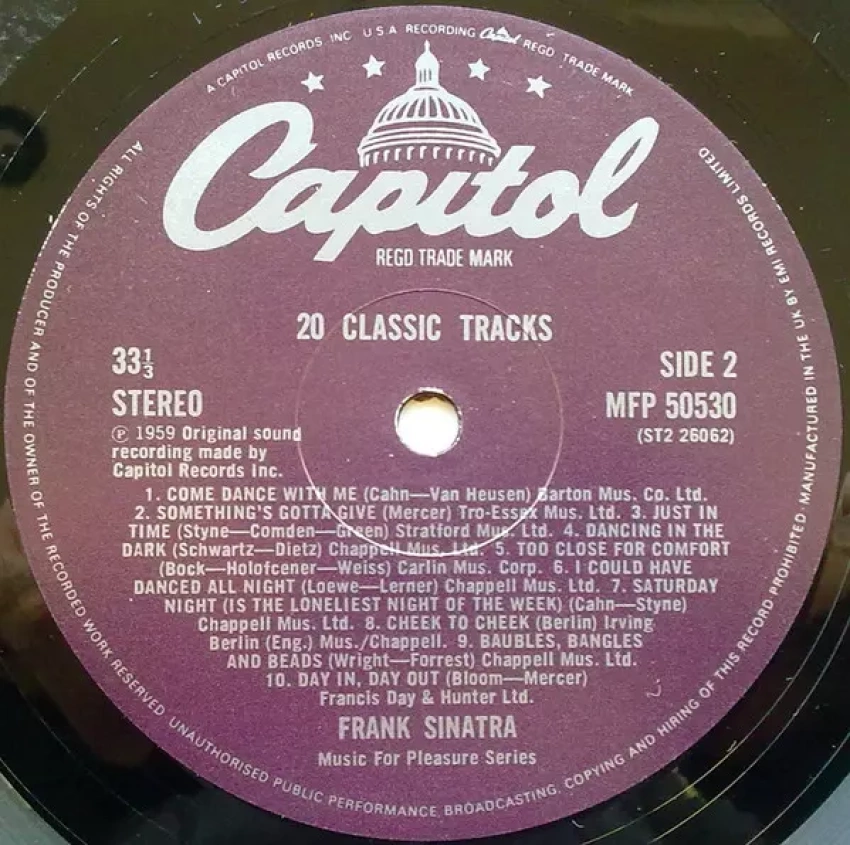 A CAPITOL RECORDS INC U.S.A RECORDING Capitol REGD TRADE MARK
Capitol
REGD TRADE MARK
20 CLASSIC TRACKS
33⅓
STEREO
℗ 1959 Original sound
recording made by
Capitol Records Inc.
SIDE 2
MFP 50530
(ST2 26062)
1. COME DANCE WITH ME (Cahn—Van Heusen) Barton Mus. Co. Ltd.
2. SOMETHING'S GOTTA GIVE (Mercer) Tro-Essex Mus. Ltd. 3. JUST IN
TIME (Styne—Comden—Green) Stratford Mus. Ltd. 4. DANCING IN THE
DARK (Schwartz—Dietz) Chappell Mus. Ltd. 5. TOO CLOSE FOR COMFORT
(Bock—Holofcener—Weiss) Carlin Mus. Corp. 6. I COULD HAVE
DANCED ALL NIGHT (Loewe—Lerner) Chappell Mus. Ltd. 7. SATURDAY
NIGHT (IS THE LONELIEST NIGHT OF THE WEEK) (Cahn—Styne)
Chappell Mus. Ltd. 8. CHEEK TO CHEEK (Berlin) Irving
Berlin (Eng.) Mus./Chappell. 9. BAUBLES, BANGLES
AND BEADS (Wright—Forrest) Chappell Mus. Ltd.
10. DAY IN, DAY OUT (Bloom—Mercer)
Francis Day & Hunter Ltd.
FRANK SINATRA
Music For Pleasure Series
ALL RIGHTS OF THE PRODUCER AND OF THE OWNER OF THE RECORDED WORK RESERVED UNAUTHORISED PUBLIC PERFORMANCE, BROADCASTING, COPYING AND HIRING OF THIS RECORD PROHIBITED · MANUFACTURED IN THE UK BY EMI RECORDS LIMITED